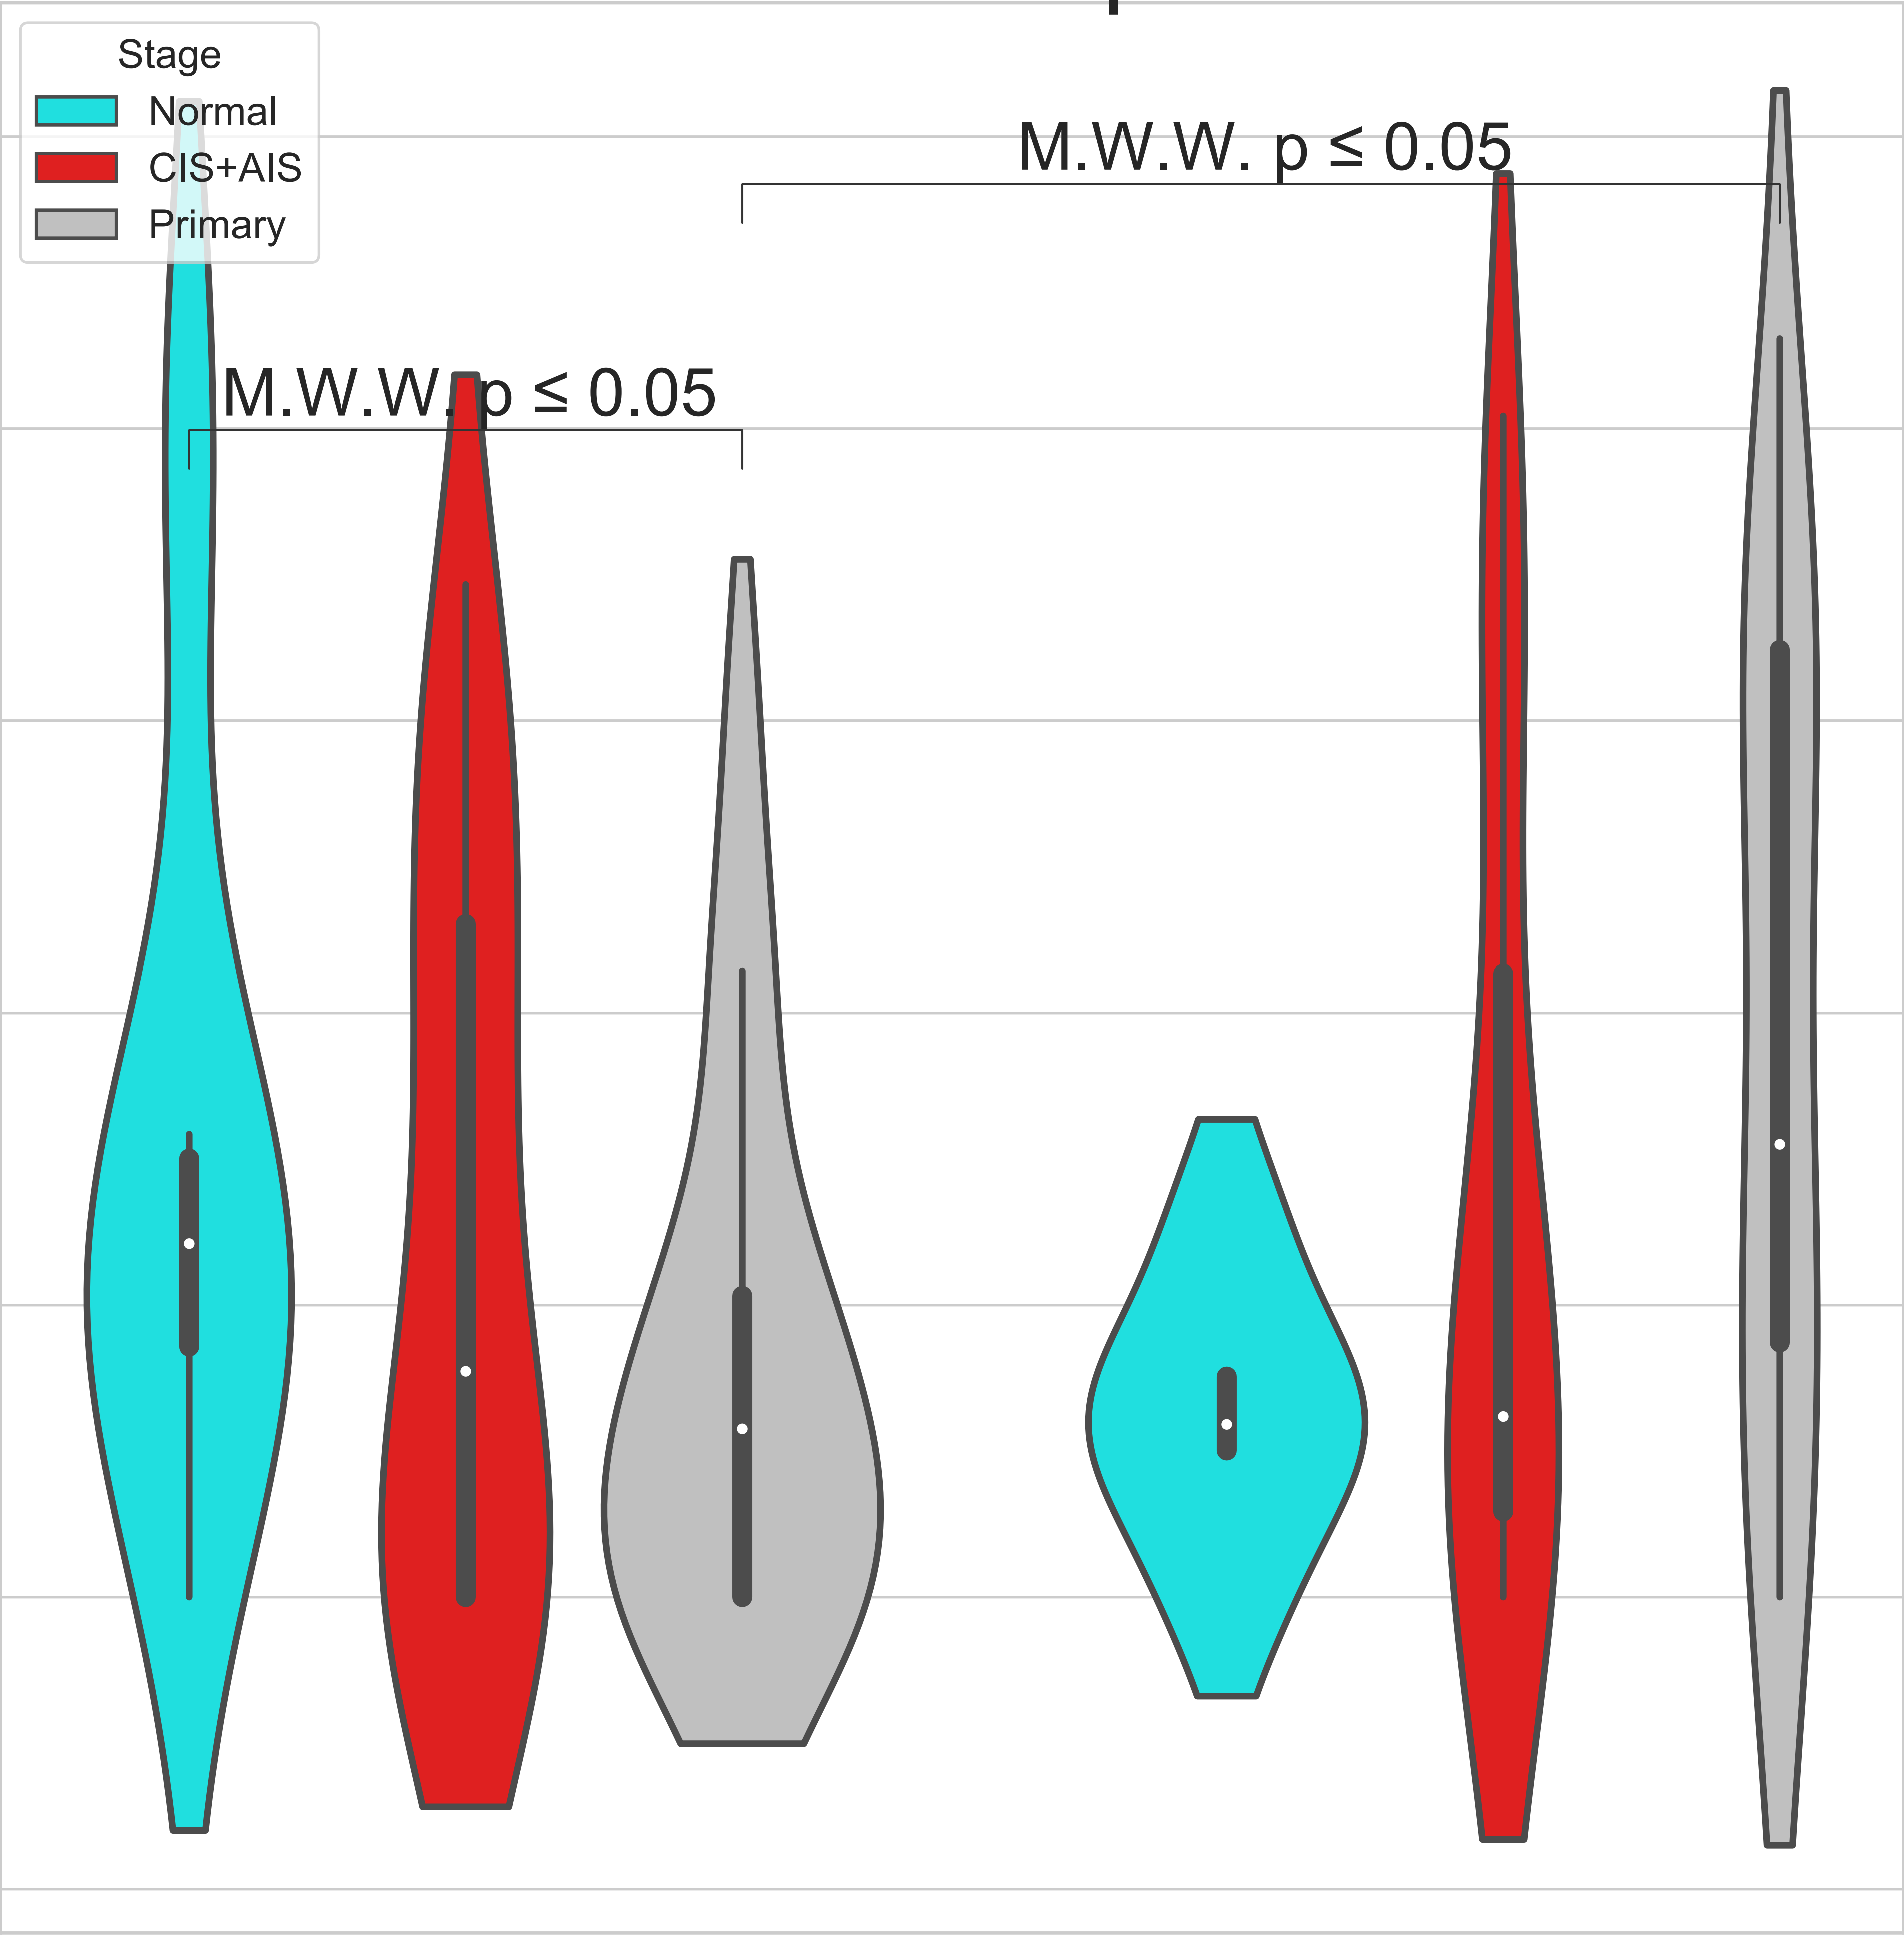 Stage
Normal
CIS+AIS
Primary
M.W.W. p ≤ 0.05
M.W.W. p ≤ 0.05